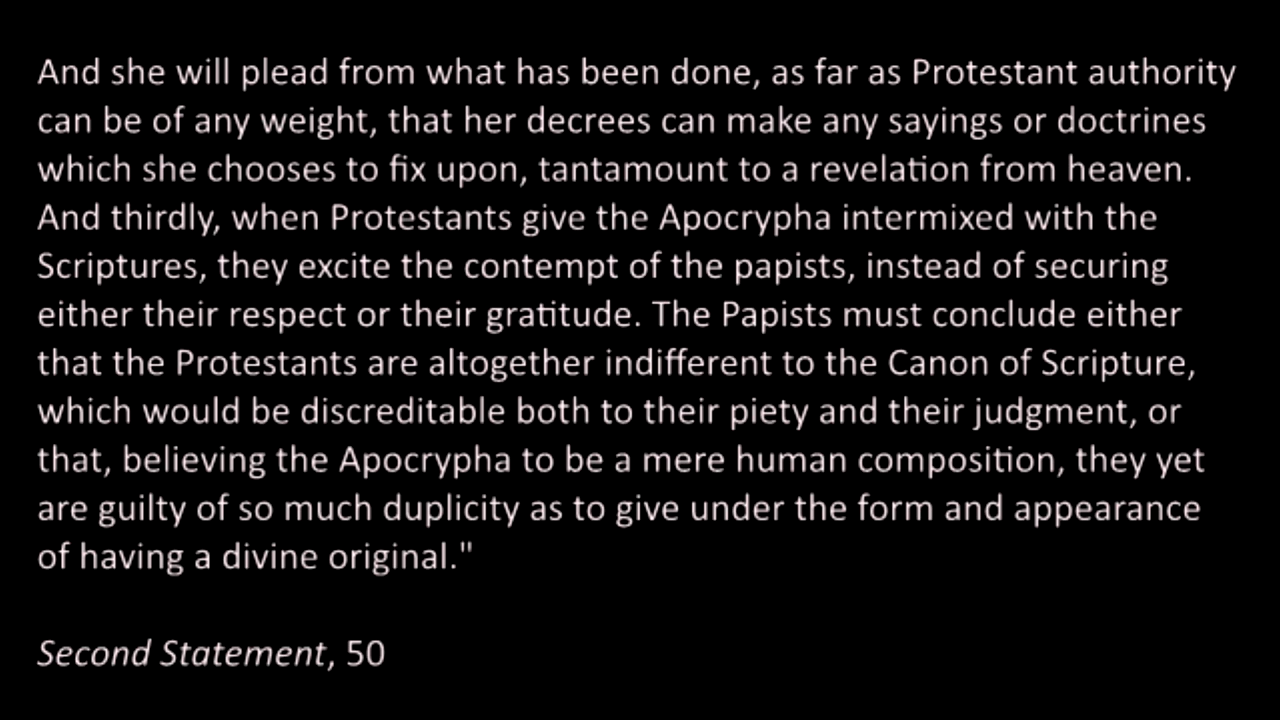 And she will plead from what has been done, as far as Protestant authority
can be of any weight, that her decrees can make any sayings or doctrines
which she chooses to fix upon, tantamount to a revelation from heaven.
And thirdly, when Protestants give the Apocrypha intermixed with the
Scriptures, they excite the contempt of the papists, instead of securing
either their respect or their gratitude. The Papists must conclude either
that the Protestants are altogether indifferent to the Canon of Scripture,
which would be discreditable both to their piety and their judgment, or
that, believing the Apocrypha to be a mere human composition, they yet
are guilty of so much duplicity as to give under the form and appearance
of having a divine original."
Second Statement, 50